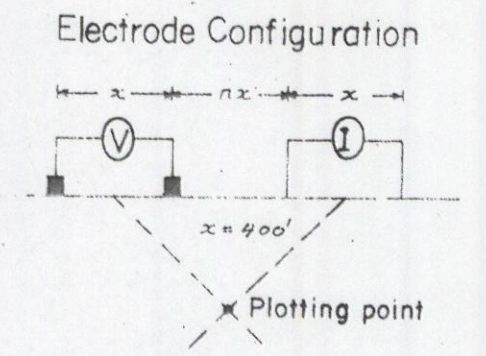 Electrode Configuration
x nx x
V I
x = 400'
Plotting point